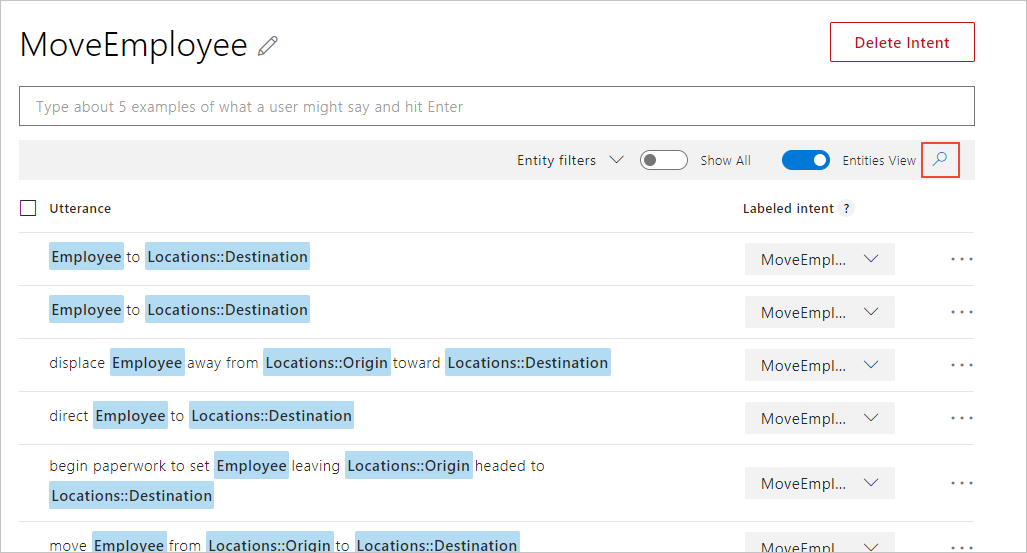 MoveEmployee
Delete Intent
Type about 5 examples of what a user might say and hit Enter
Entity filters Show All Entities View
Utterance Labeled intent ?
Employee to Locations::Destination MoveEmpl... ...
Employee to Locations::Destination MoveEmpl... ...
displace Employee away from Locations::Origin toward Locations::Destination MoveEmpl... ...
direct Employee to Locations::Destination MoveEmpl... ...
begin paperwork to set Employee leaving Locations::Origin headed to
Locations::Destination MoveEmpl... ...
move Employee from Locations::Origin to Locations::Destination MoveEmpl... ...